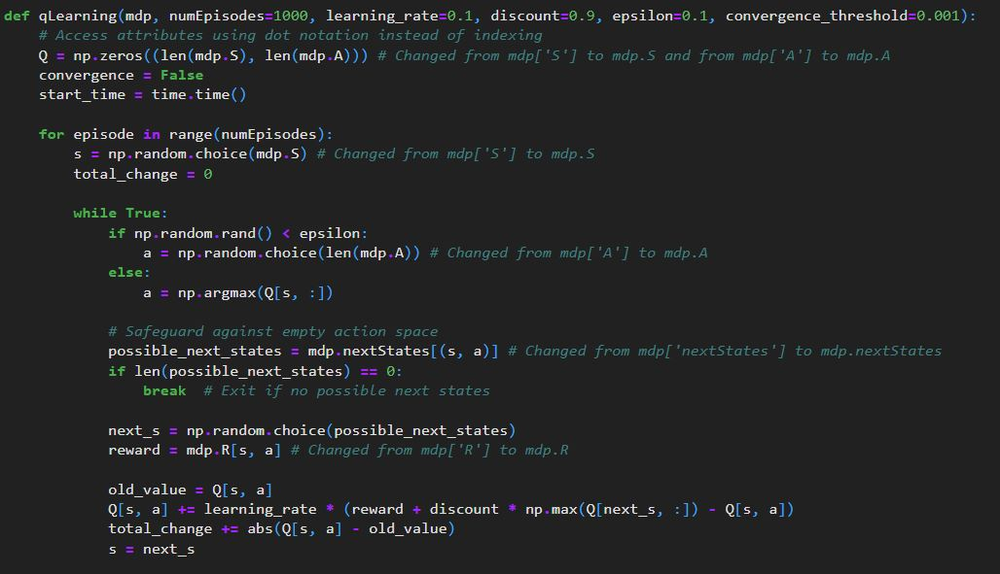 def qLearning(mdp, numEpisodes=1000, learning_rate=0.1, discount=0.9, epsilon=0.1, convergence_threshold=0.001):
    # Access attributes using dot notation instead of indexing
    Q = np.zeros((len(mdp.S), len(mdp.A))) # Changed from mdp['S'] to mdp.S and from mdp['A'] to mdp.A
    convergence = False
    start_time = time.time()

    for episode in range(numEpisodes):
        s = np.random.choice(mdp.S) # Changed from mdp['S'] to mdp.S
        total_change = 0

        while True:
            if np.random.rand() < epsilon:
                a = np.random.choice(len(mdp.A)) # Changed from mdp['A'] to mdp.A
            else:
                a = np.argmax(Q[s, :])

            # Safeguard against empty action space
            possible_next_states = mdp.nextStates[(s, a)] # Changed from mdp['nextStates'] to mdp.nextStates
            if len(possible_next_states) == 0:
                break  # Exit if no possible next states

            next_s = np.random.choice(possible_next_states)
            reward = mdp.R[s, a] # Changed from mdp['R'] to mdp.R

            old_value = Q[s, a]
            Q[s, a] += learning_rate * (reward + discount * np.max(Q[next_s, :]) - Q[s, a])
            total_change += abs(Q[s, a] - old_value)
            s = next_s